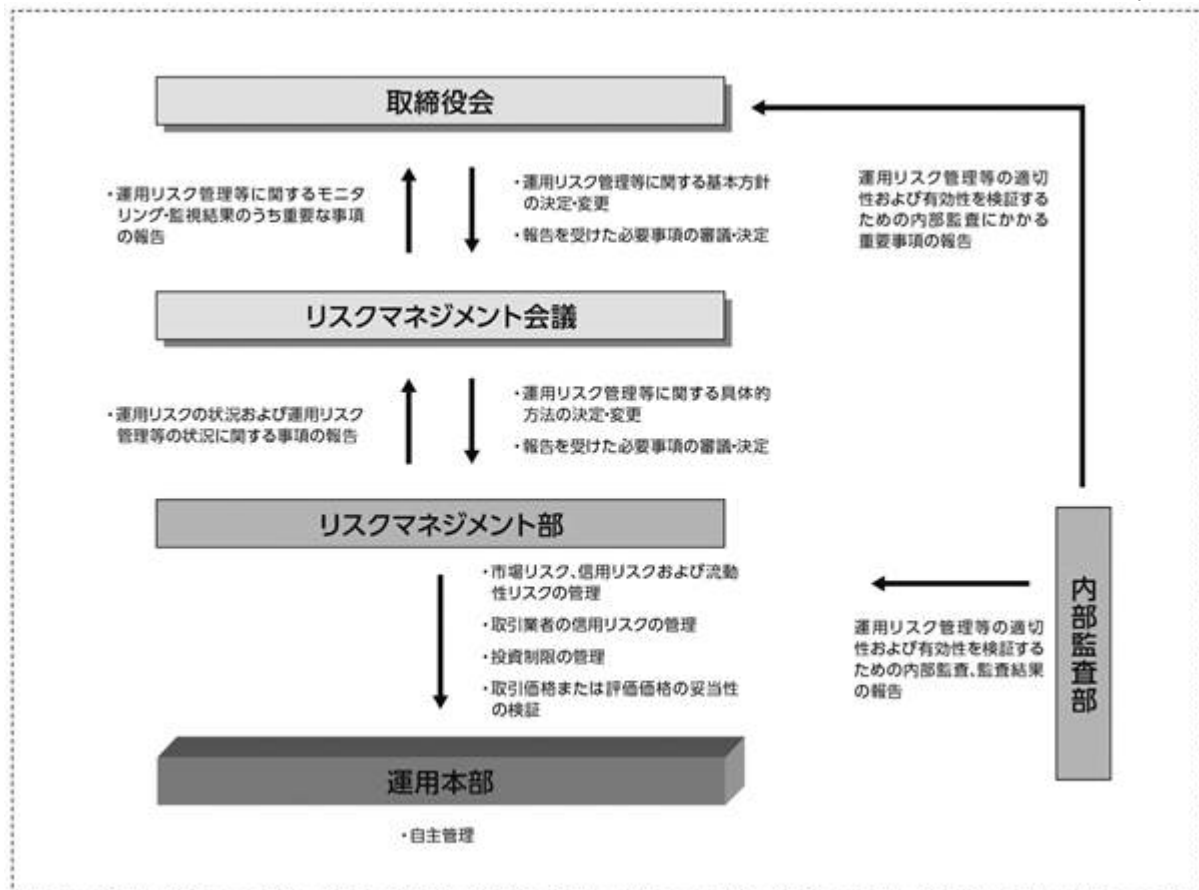 取締役会
・運用リスク管理等に関するモニタ
リング・監視結果のうち重要な事項
の報告
・運用リスク管理等に関する基本方針
の決定・変更
・報告を受けた必要事項の審議・決定
運用リスク管理等の適切
性および有効性を検証する
ための内部監査にかかる
重要事項の報告
リスクマネジメント会議
・運用リスクの状況および運用リスク
管理等の状況に関する事項の報告
・運用リスク管理等に関する具体的
方法の決定・変更
・報告を受けた必要事項の審議・決定
リスクマネジメント部
・市場リスク、信用リスクおよび流動
性リスクの管理
・取引業者の信用リスクの管理
・投資制限の管理
・取引価格または評価価格の妥当性
の検証
運用リスク管理等の適切
性および有効性を検証する
ための内部監査、監査結果
の報告
内部監査部
運用本部
・自主管理